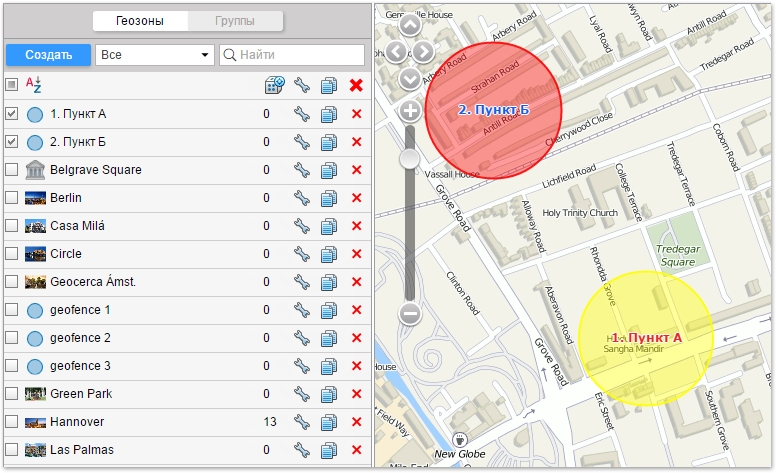 Геозоны Группы
Создать Все Найти
A Z
1. Пункт А 0
2. Пункт Б 0
Belgrave Square 0
Berlin 0
Casa Milá 0
Circle 0
Geocerca Ámst. 0
geofence 1 0
geofence 2 0
geofence 3 0
Green Park 0
Hannover 13
Las Palmas 0
House
Arbery Road
Arbery Road
Strahan Road
Lyal Road
Tredegar Road
2. Пункт Б
Antill Road
Antill Road
Cherrywood Close
Coborn Road
Vassall House
Lichfield Road
College Terrace
Tredegar Terrace
Grove Road
Alloway Road
Holy Trinity Church
Tredegar
Square
Rhondda Grove
Clinton Road
Aberavon Road
1. Пункт А
Sangha Mandir
Grove Road
House
Eric Street
Southern Grove
Field Way
New Globe
Mile End